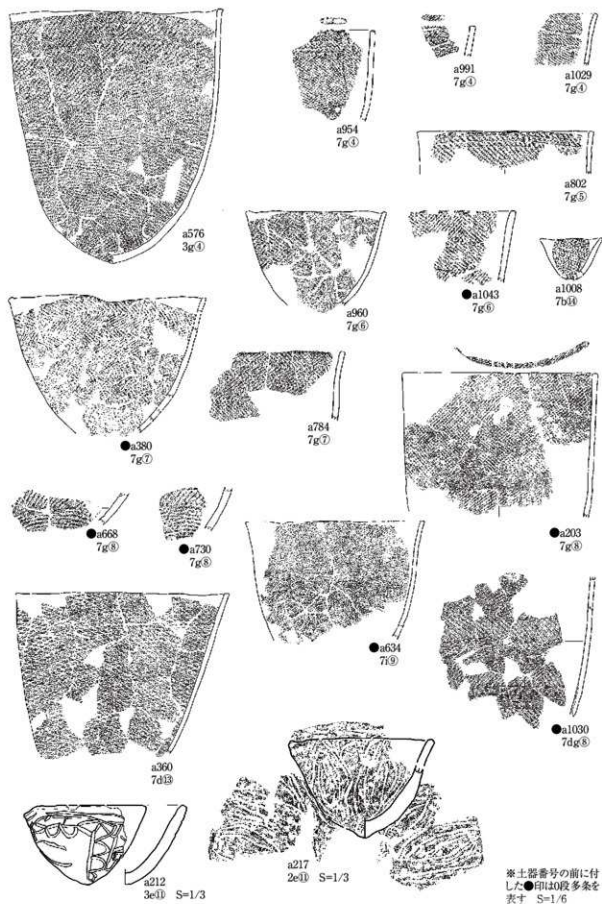 a576
3g④
a954
7g④
a991
7g④
a1029
7g④
a802
7g⑤
a960
7g⑥
●a1043
7g⑥
a1008
7b⑭
●a380
7g⑦
a784
7g⑦
●a203
7g⑧
●a668
7g⑧
●a730
7g⑧
●a634
7i⑨
●a1030
7dg⑧
a360
7d⑬
a212
3e⑪ S=1/3
a217
2e⑪ S=1/3
※土器番号の前に付
した●印は0段多条を
表す S=1/6